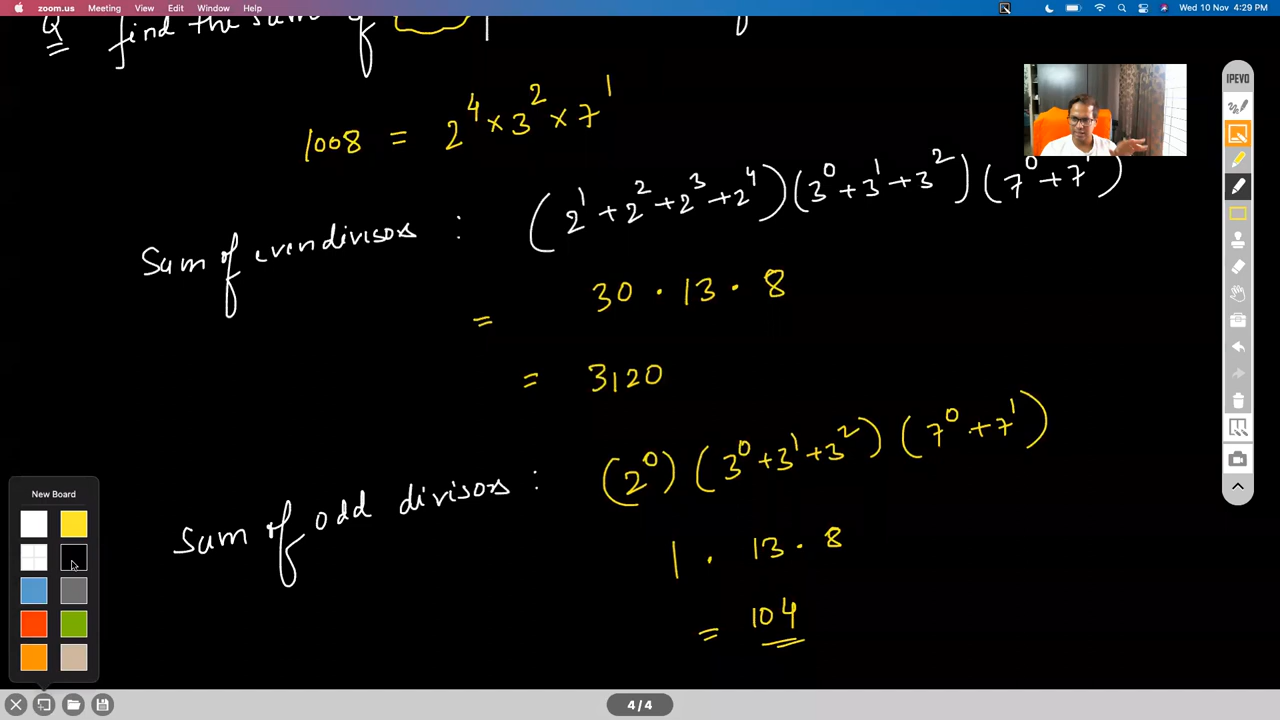 zoom.us Meeting View Edit Window Help Wed 10 Nov 4:29 PM
Q find the sum of
IPEVO
1008 = 2^4 × 3^2 × 7^1
Sum of even divisors : (2^1 + 2^2 + 2^3 + 2^4)(3^0 + 3^1 + 3^2)(7^0 + 7^1)
= 30 · 13 · 8
= 3120
Sum of odd divisors : (2^0) (3^0 + 3^1 + 3^2) (7^0 + 7^1)
1 · 13 · 8
= 104
New Board
4/4